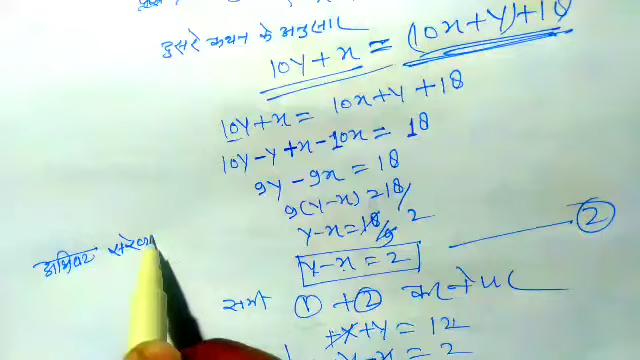 दुसरे कथन के अनुसार
10y + x = (10x + y) + 18
10y + x = 10x + y + 18
10y - y + x - 10x = 18
9y - 9x = 18
9(y - x) = 18
y - x = 18/9 2
y - x = 2 ②
अभिष्ट संख्या
समी ① + ② करने पर
+x + y = 12
y - x = 2